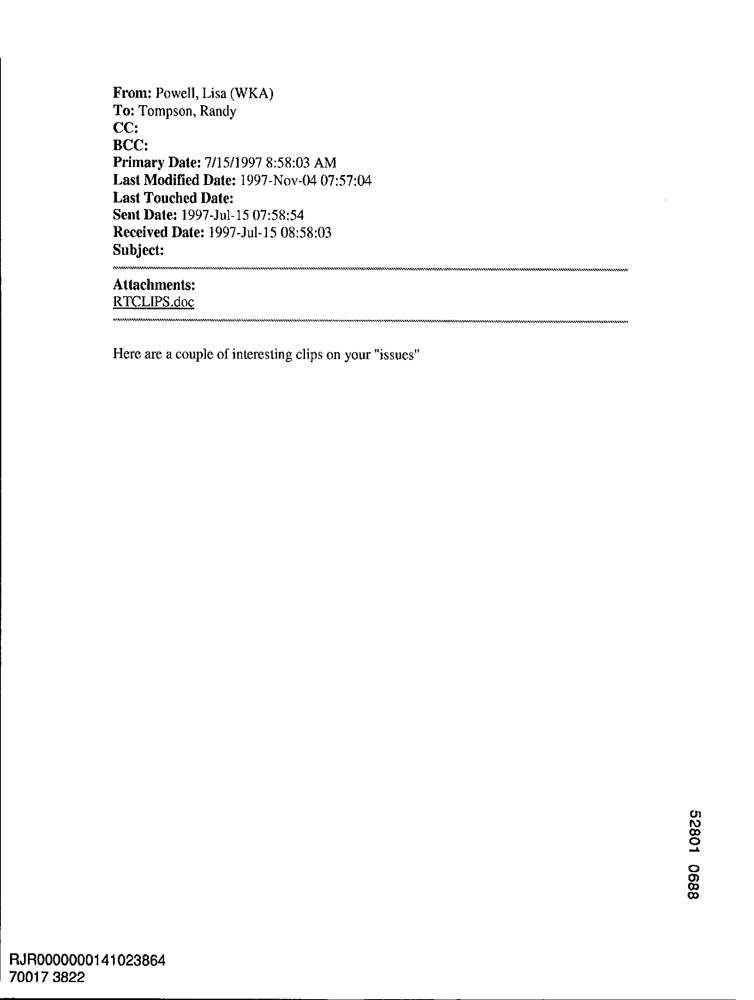 From: Powell, Lisa (WKA)
To: Tompson, Randy
CC:
BCC:
Primary Date: 7/15/1997 8:58:03 AM
Last Modified Date: 1997-Nov-04 07:57:04
Last Touched Date:
Sent Date: 1997-Jul-15 07:58:54
Received Date: 1997-Jul-15 08:58:03
Subject:
Attachments:
RTCLIPS.doc
Here are a couple of interesting clips on your "issues"
52801 0688
RJR0000000141023864
70017 3822